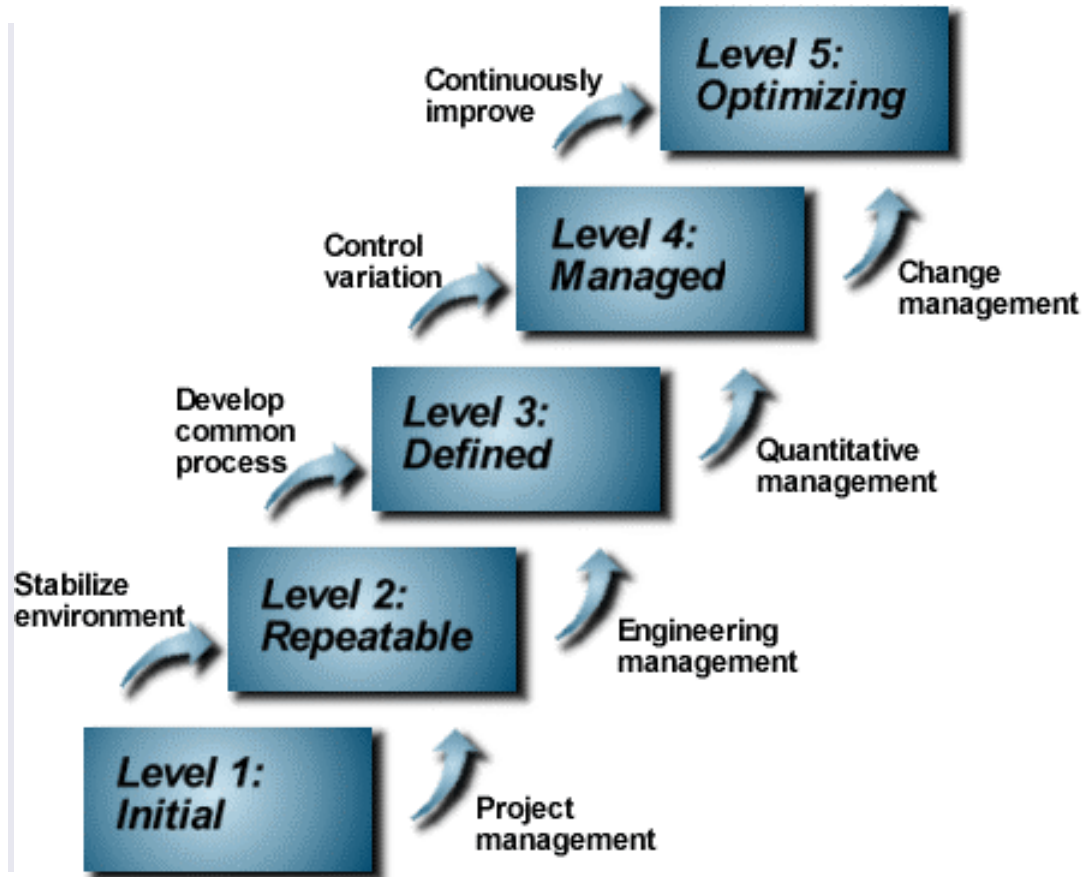 Level 5:
Optimizing
Continuously
improve
Level 4:
Managed
Control
variation
Change
management
Level 3:
Defined
Develop
common
process
Quantitative
management
Level 2:
Repeatable
Stabilize
environment
Engineering
management
Level 1:
Initial
Project
management